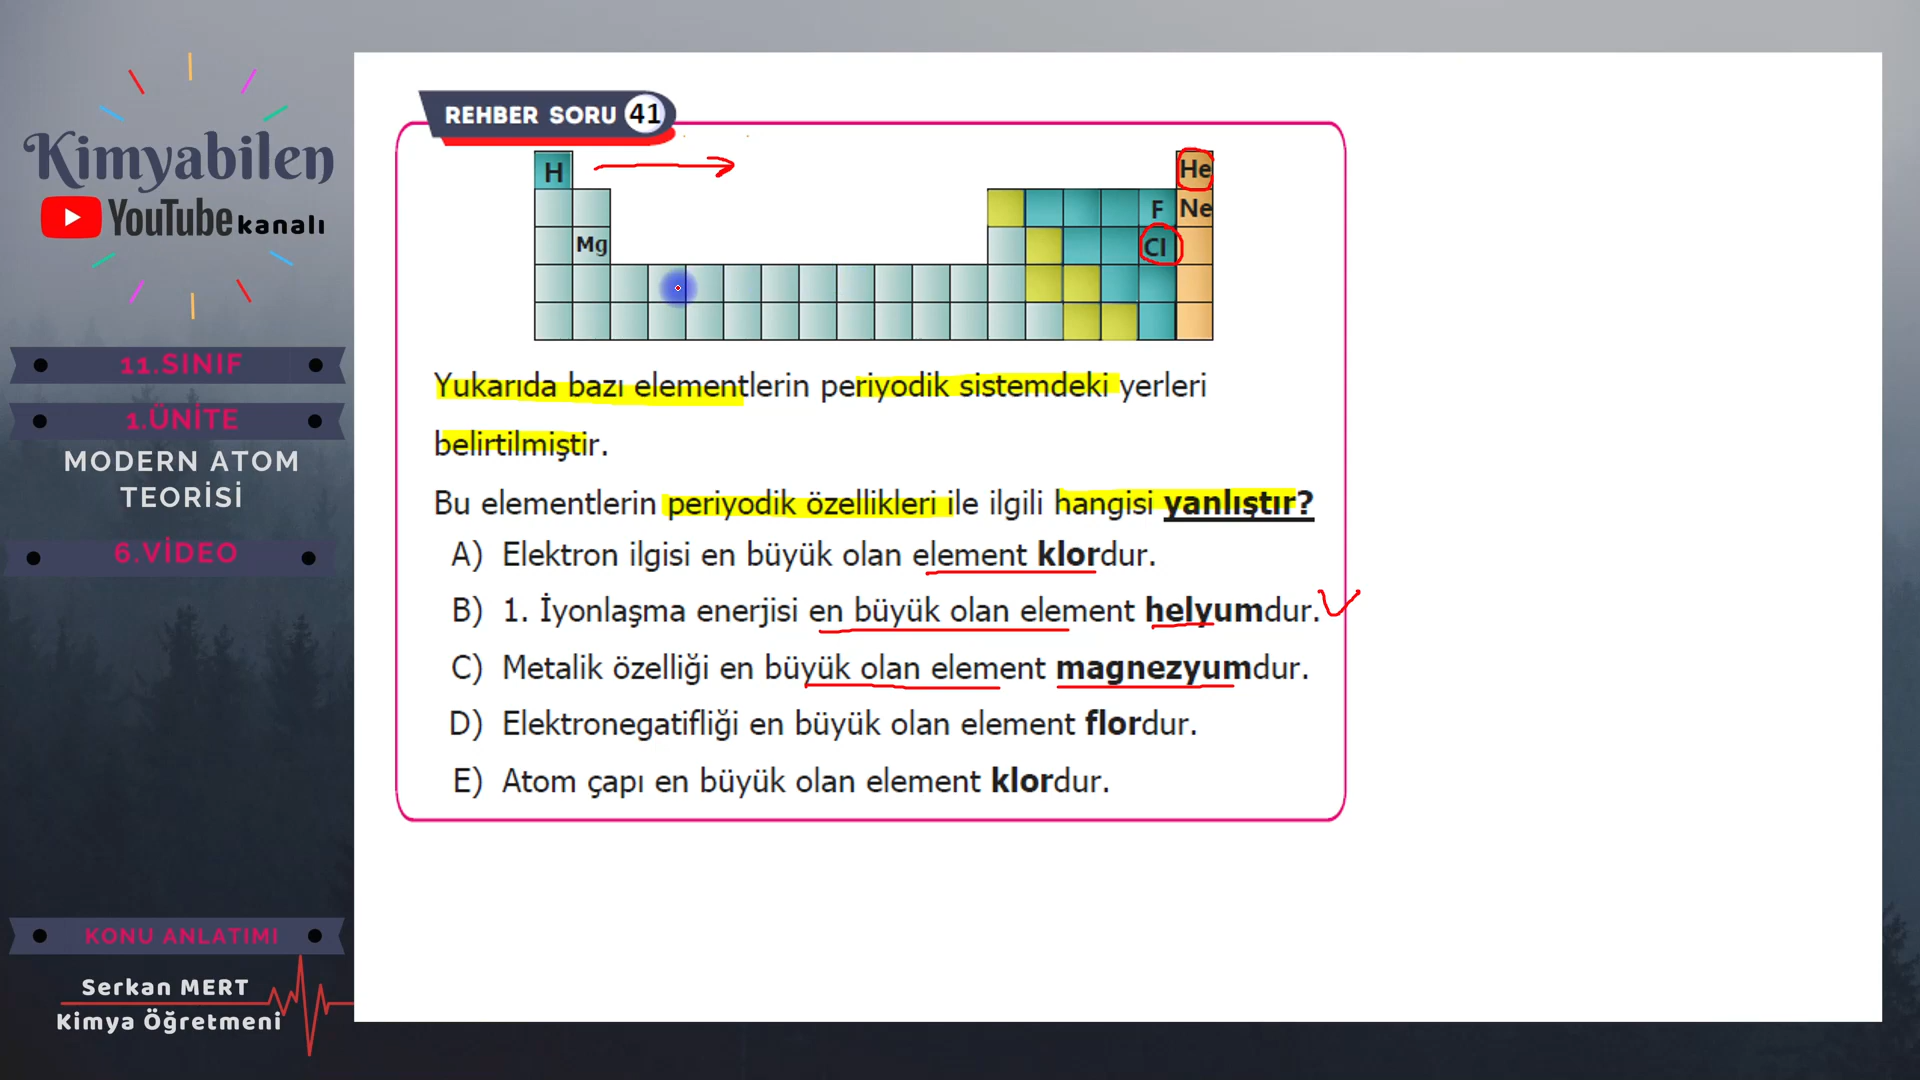 Kimyabilen
YouTube kanalı
11.SINIF
1.ÜNİTE
MODERN ATOM
TEORİSİ
6.VİDEO
KONU ANLATIMI
Serkan MERT
Kimya Öğretmeni
REHBER SORU 41
H
He
F
Ne
Mg
Cl
Yukarıda bazı elementlerin periyodik sistemdeki yerleri
belirtilmiştir.
Bu elementlerin periyodik özellikleri ile ilgili hangisi yanlıştır?
A) Elektron ilgisi en büyük olan element klordur.
B) 1. İyonlaşma enerjisi en büyük olan element helyumdur.
C) Metalik özelliği en büyük olan element magnezyumdur.
D) Elektronegatifliği en büyük olan element flordur.
E) Atom çapı en büyük olan element klordur.